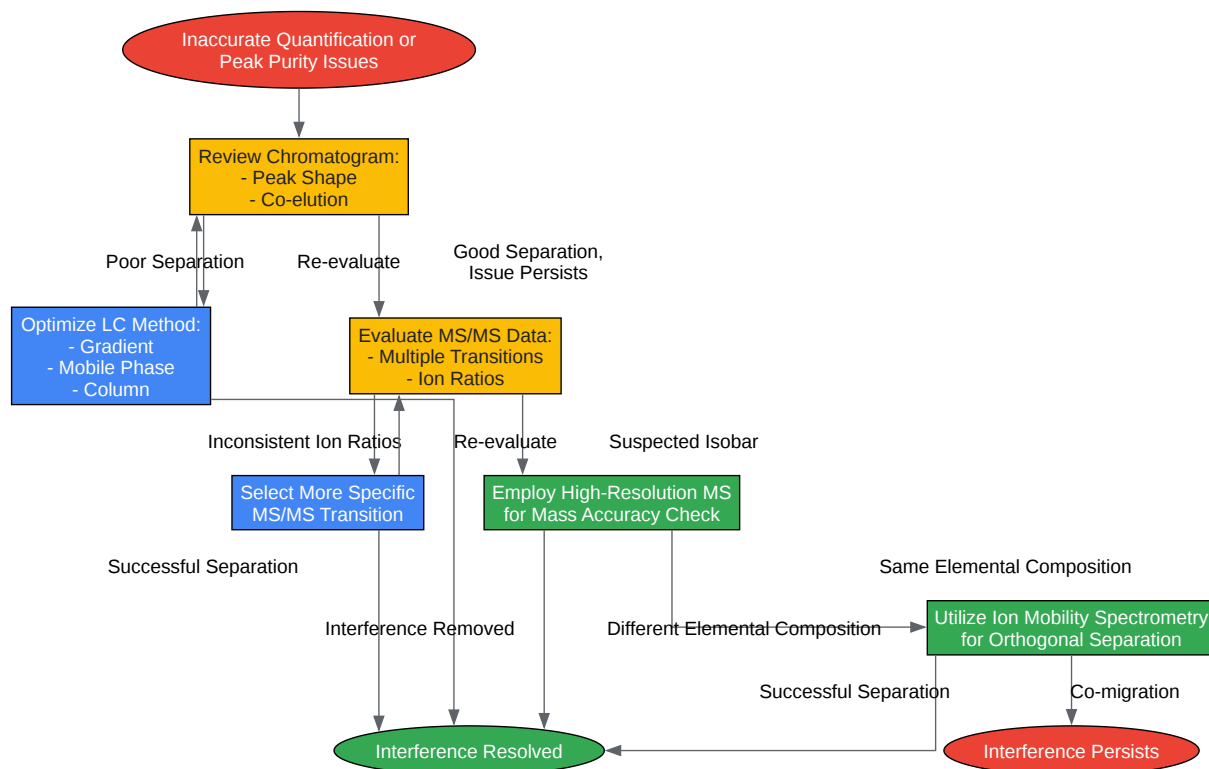 Inaccurate Quantification or
Peak Purity Issues
Review Chromatogram:
- Peak Shape
- Co-elution
Poor Separation
Re-evaluate
Good Separation,
Issue Persists
Optimize LC Method:
- Gradient
- Mobile Phase
- Column
Evaluate MS/MS Data:
- Multiple Transitions
- Ion Ratios
Inconsistent Ion Ratios
Re-evaluate
Suspected Isobar
Select More Specific
MS/MS Transition
Employ High-Resolution MS
for Mass Accuracy Check
Successful Separation
Same Elemental Composition
Interference Removed
Different Elemental Composition
Utilize Ion Mobility Spectrometry
for Orthogonal Separation
Successful Separation
Co-migration
Interference Resolved
Interference Persists